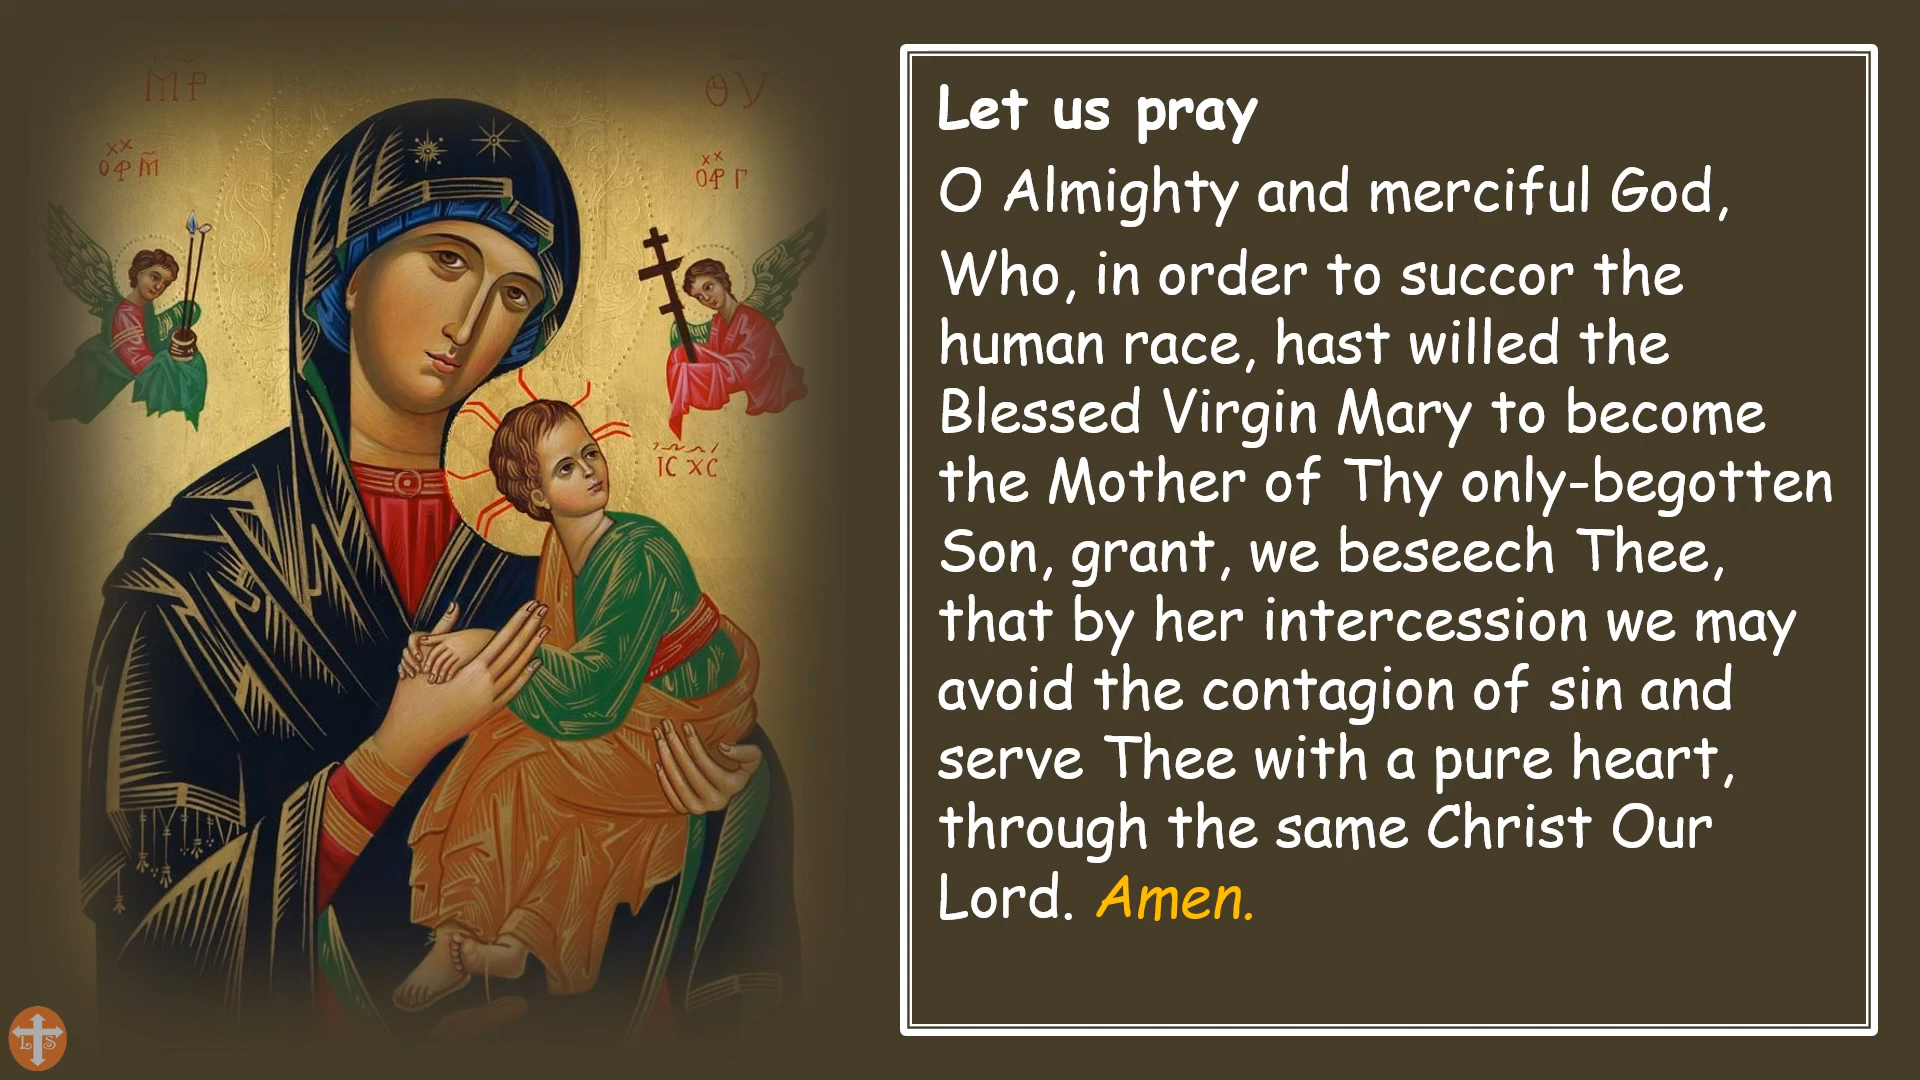 ΜΡ
ΘΥ
ΟΦΜ
ΟΦΓ
ΙC XC
Let us pray
O Almighty and merciful God,
Who, in order to succor the
human race, hast willed the
Blessed Virgin Mary to become
the Mother of Thy only-begotten
Son, grant, we beseech Thee,
that by her intercession we may
avoid the contagion of sin and
serve Thee with a pure heart,
through the same Christ Our
Lord. Amen.
L S